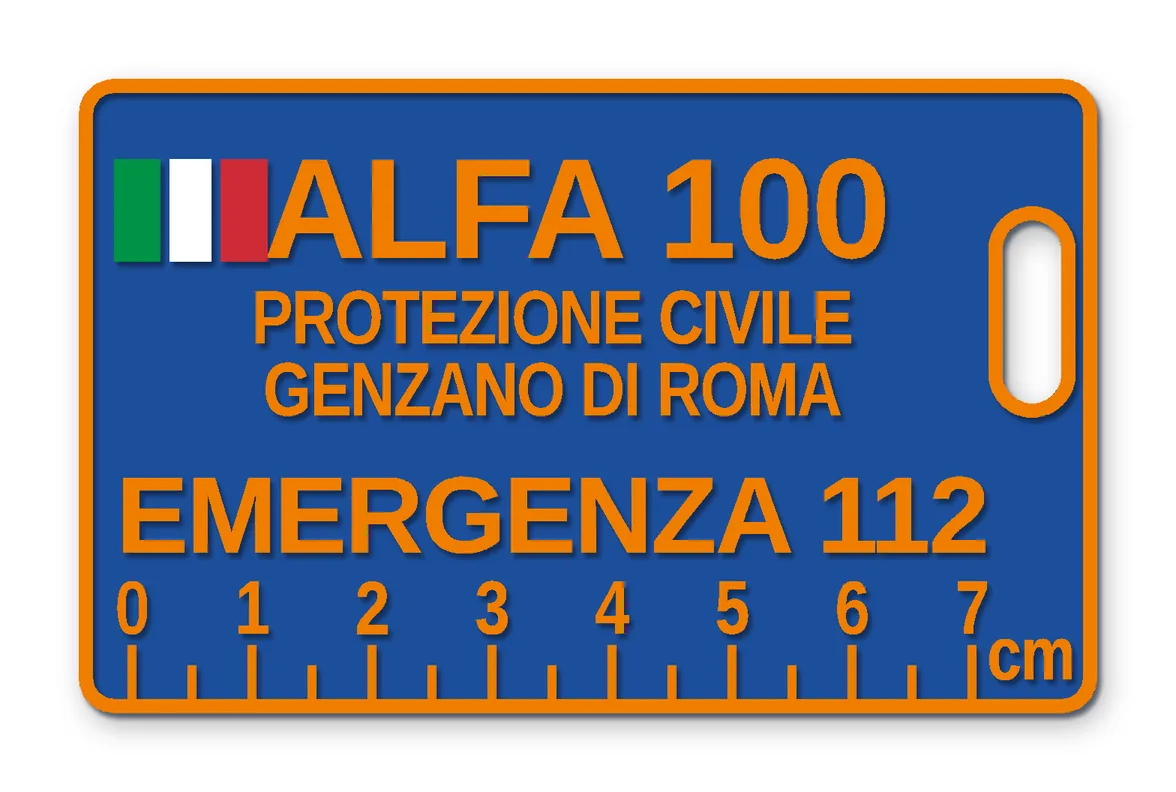 ALFA 100
PROTEZIONE CIVILE
GENZANO DI ROMA
EMERGENZA 112
0 1 2 3 4 5 6 7
cm